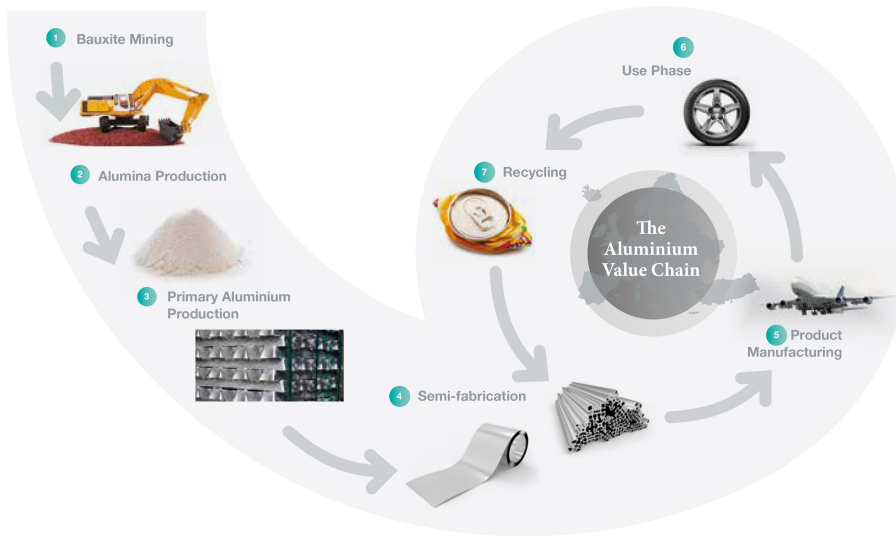 1 Bauxite Mining
2 Alumina Production
3 Primary Aluminium
Production
4 Semi-fabrication
5 Product
Manufacturing
6
Use Phase
7 Recycling
The
Aluminium
Value Chain